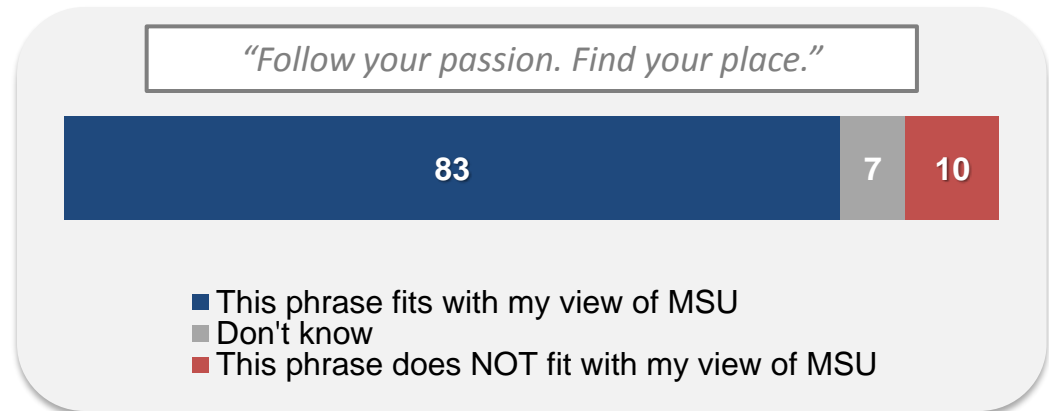 “Follow your passion. Find your place.”
83 7 10
This phrase fits with my view of MSU
Don't know
This phrase does NOT fit with my view of MSU